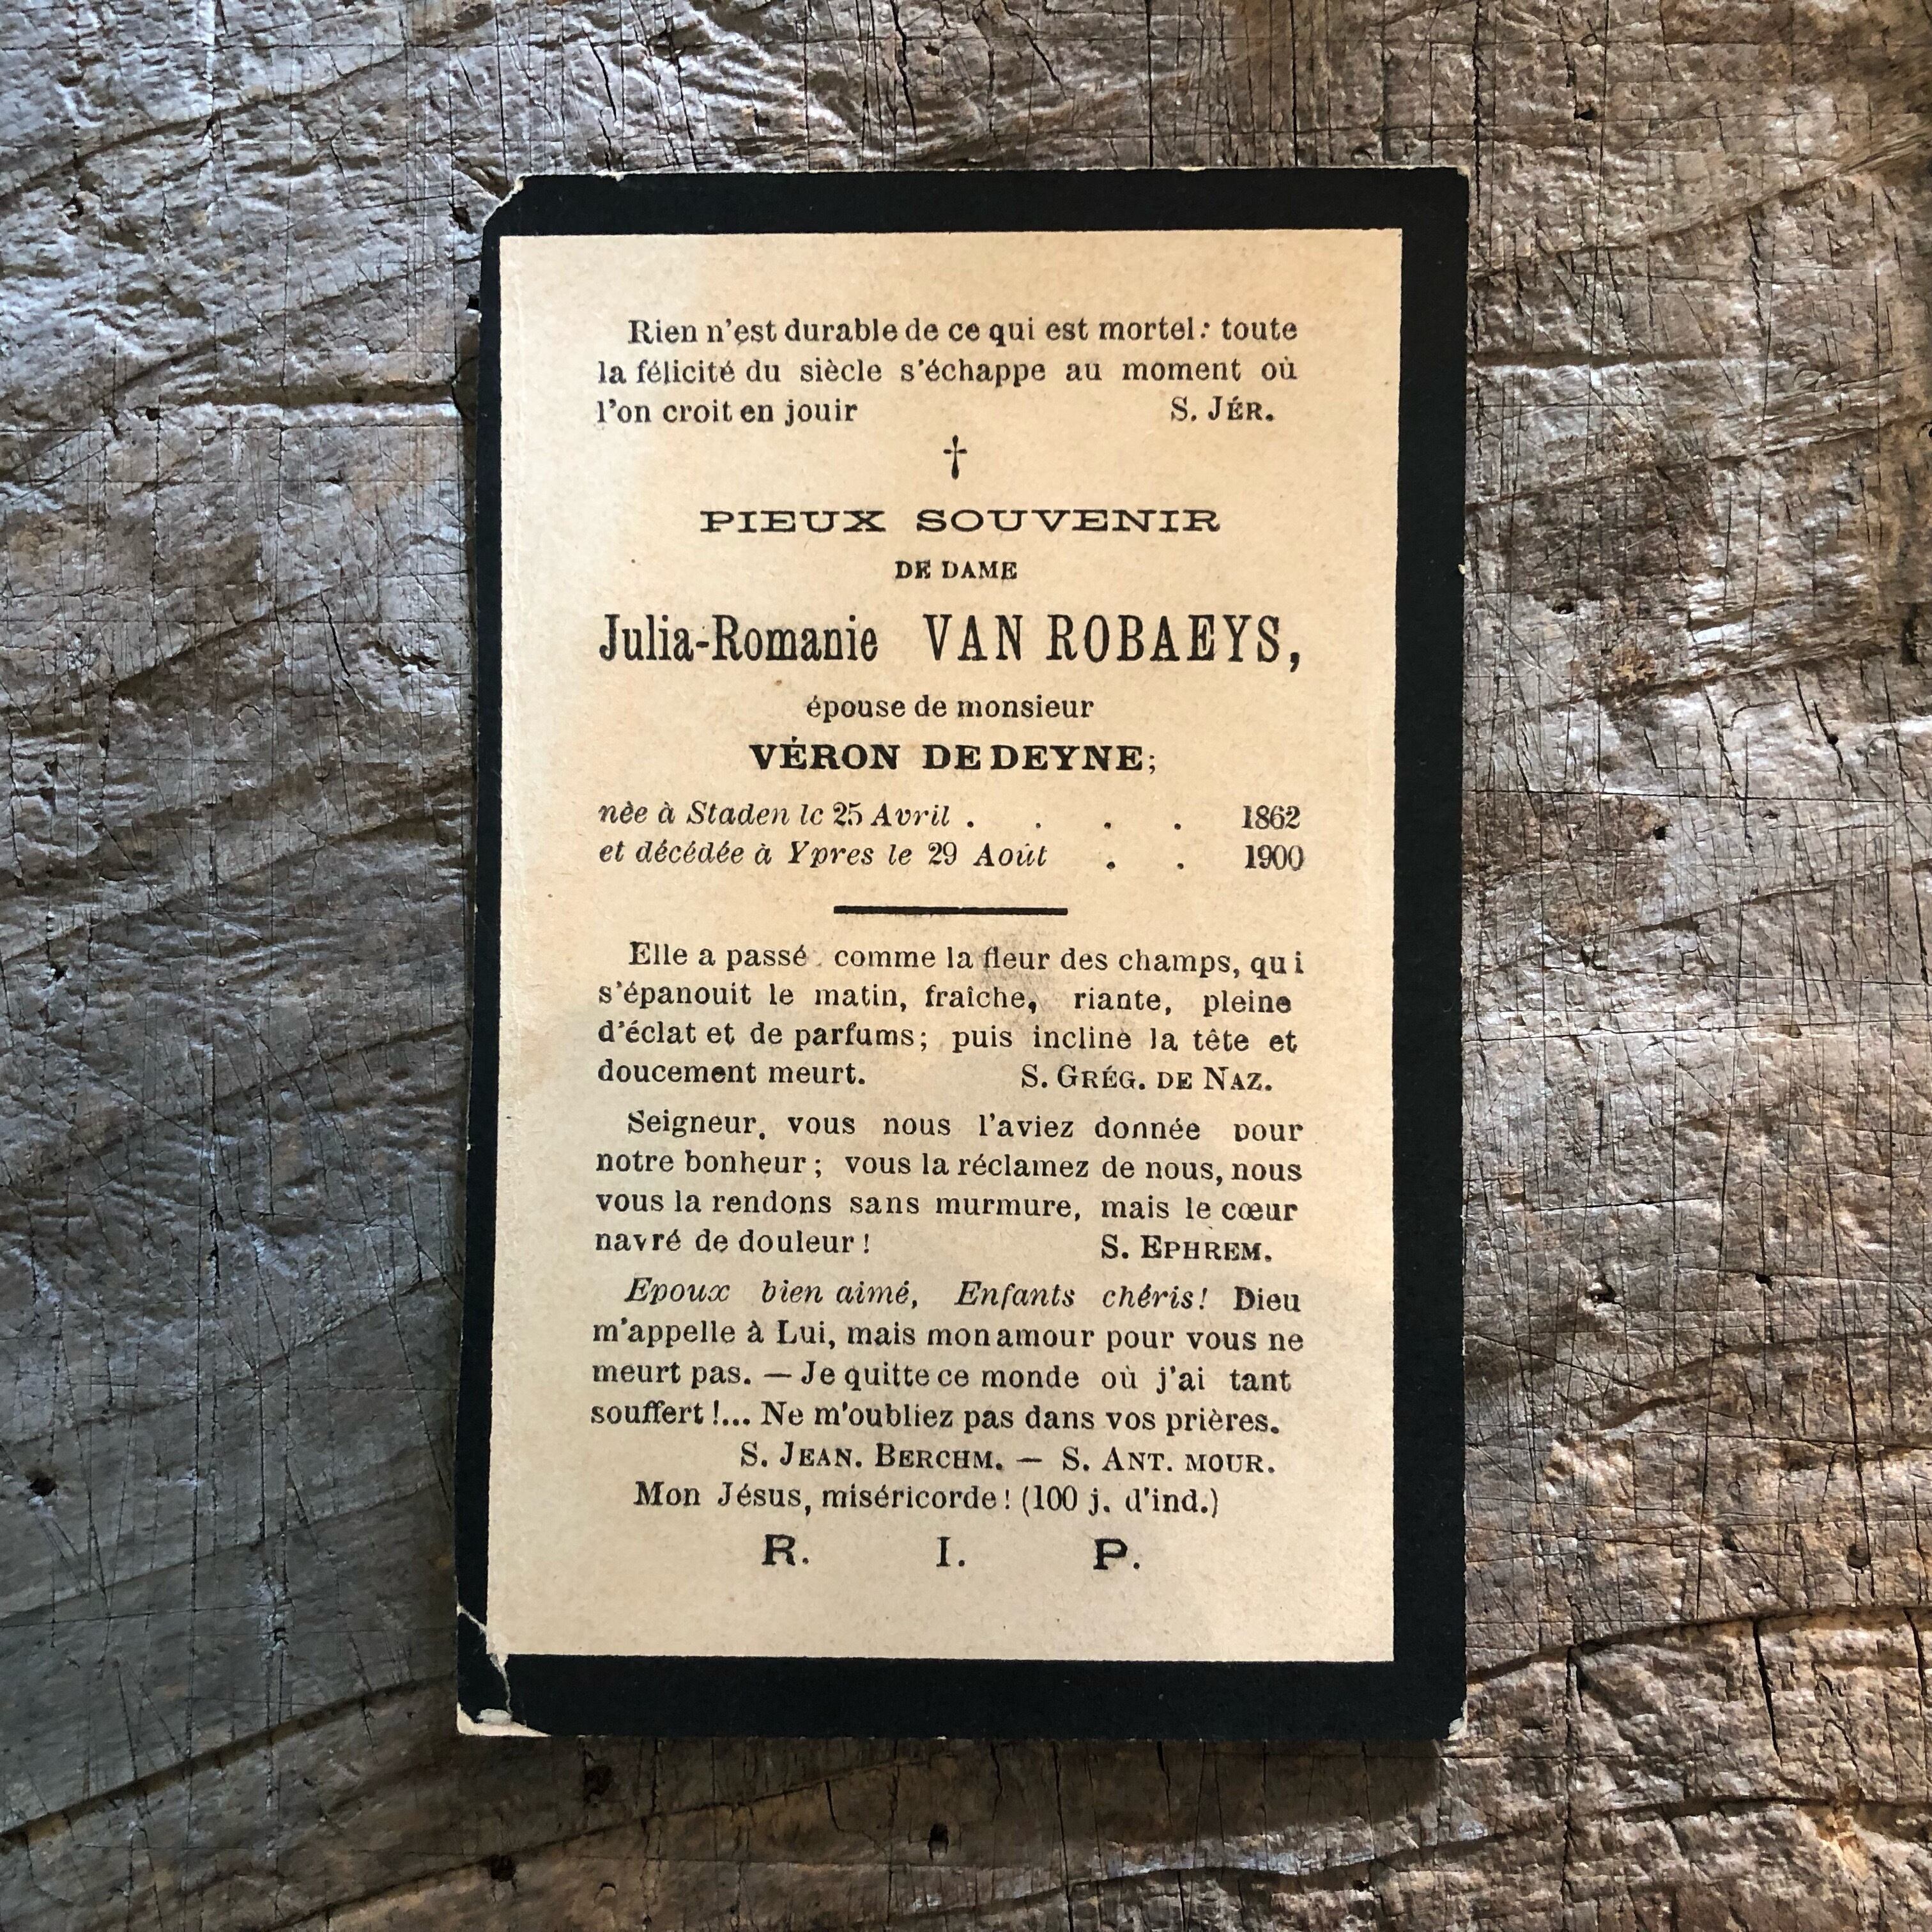 Rien n'est durable de ce qui est mortel: toute
la félicité du siècle s'échappe au moment où
l'on croit en jouir S. JÉR.
†
PIEUX SOUVENIR
DE DAME
Julia-Romanie VAN ROBAEYS,
épouse de monsieur
VÉRON DEDEYNE;
nèe à Staden le 25 Avril . . . . 1862
et décédée à Ypres le 29 Août . . 1900
Elle a passé comme la fleur des champs, qui
s'épanouit le matin, fraîche, riante, pleine
d'éclat et de parfums; puis incline la tête et
doucement meurt. S. GRÉG. DE NAZ.
Seigneur, vous nous l'aviez donnée pour
notre bonheur; vous la réclamez de nous, nous
vous la rendons sans murmure, mais le cœur
navré de douleur! S. EPHREM.
Epoux bien aimé, Enfants chéris! Dieu
m'appelle à Lui, mais mon amour pour vous ne
meurt pas. — Je quitte ce monde où j'ai tant
souffert!... Ne m'oubliez pas dans vos prières.
S. JEAN. BERCHM. — S. ANT. MOUR.
Mon Jésus, miséricorde! (100 j. d'ind.)
R. I. P.